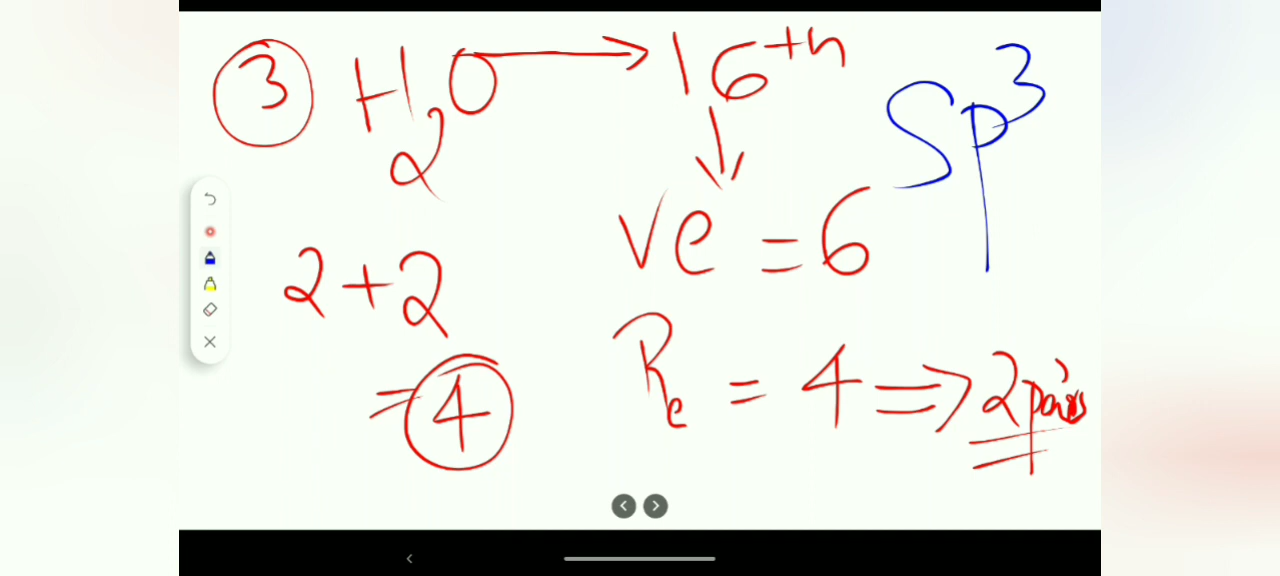 ③ H₂O → 16th
↓
Sp³
ve = 6
2+2
= ④
Re = 4 ⇒ 2 pairs